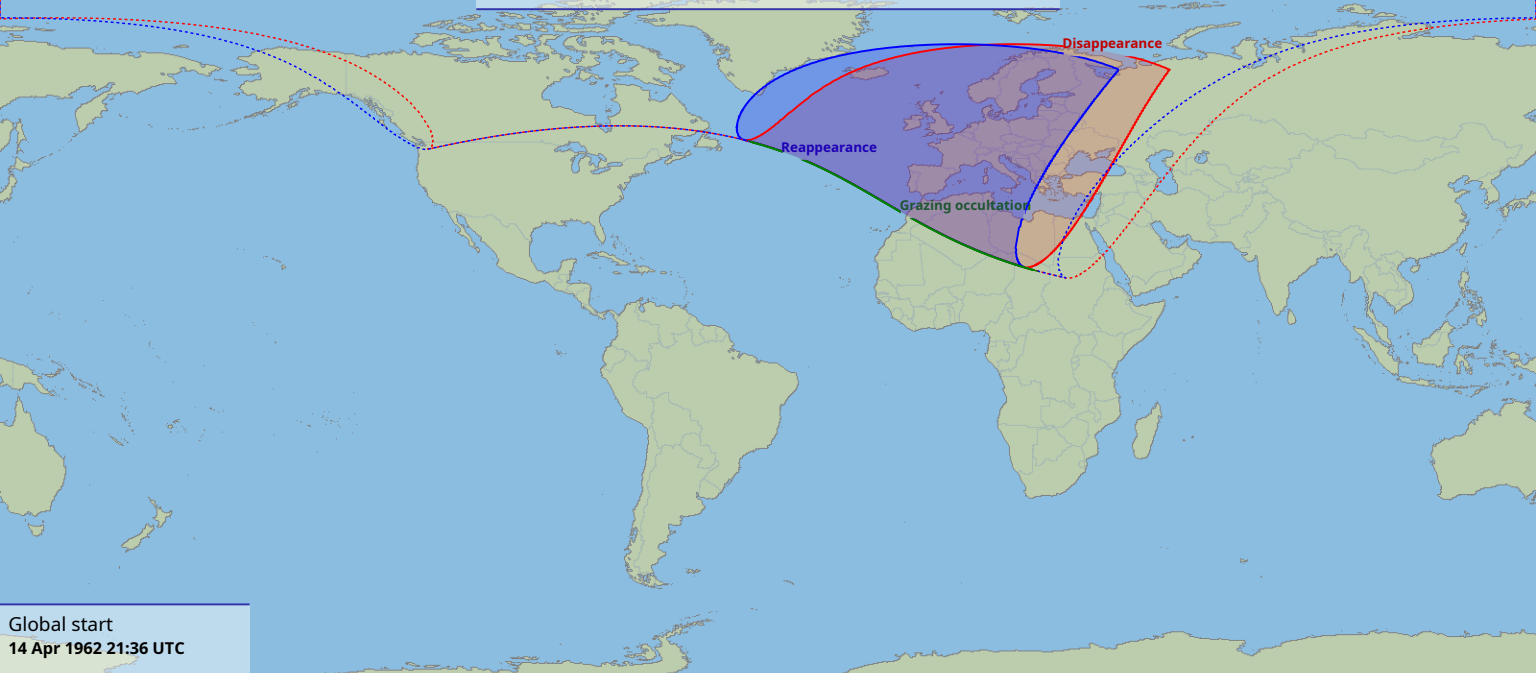 Disappearance
Reappearance
Grazing occultation
Global start
14 Apr 1962 21:36 UTC